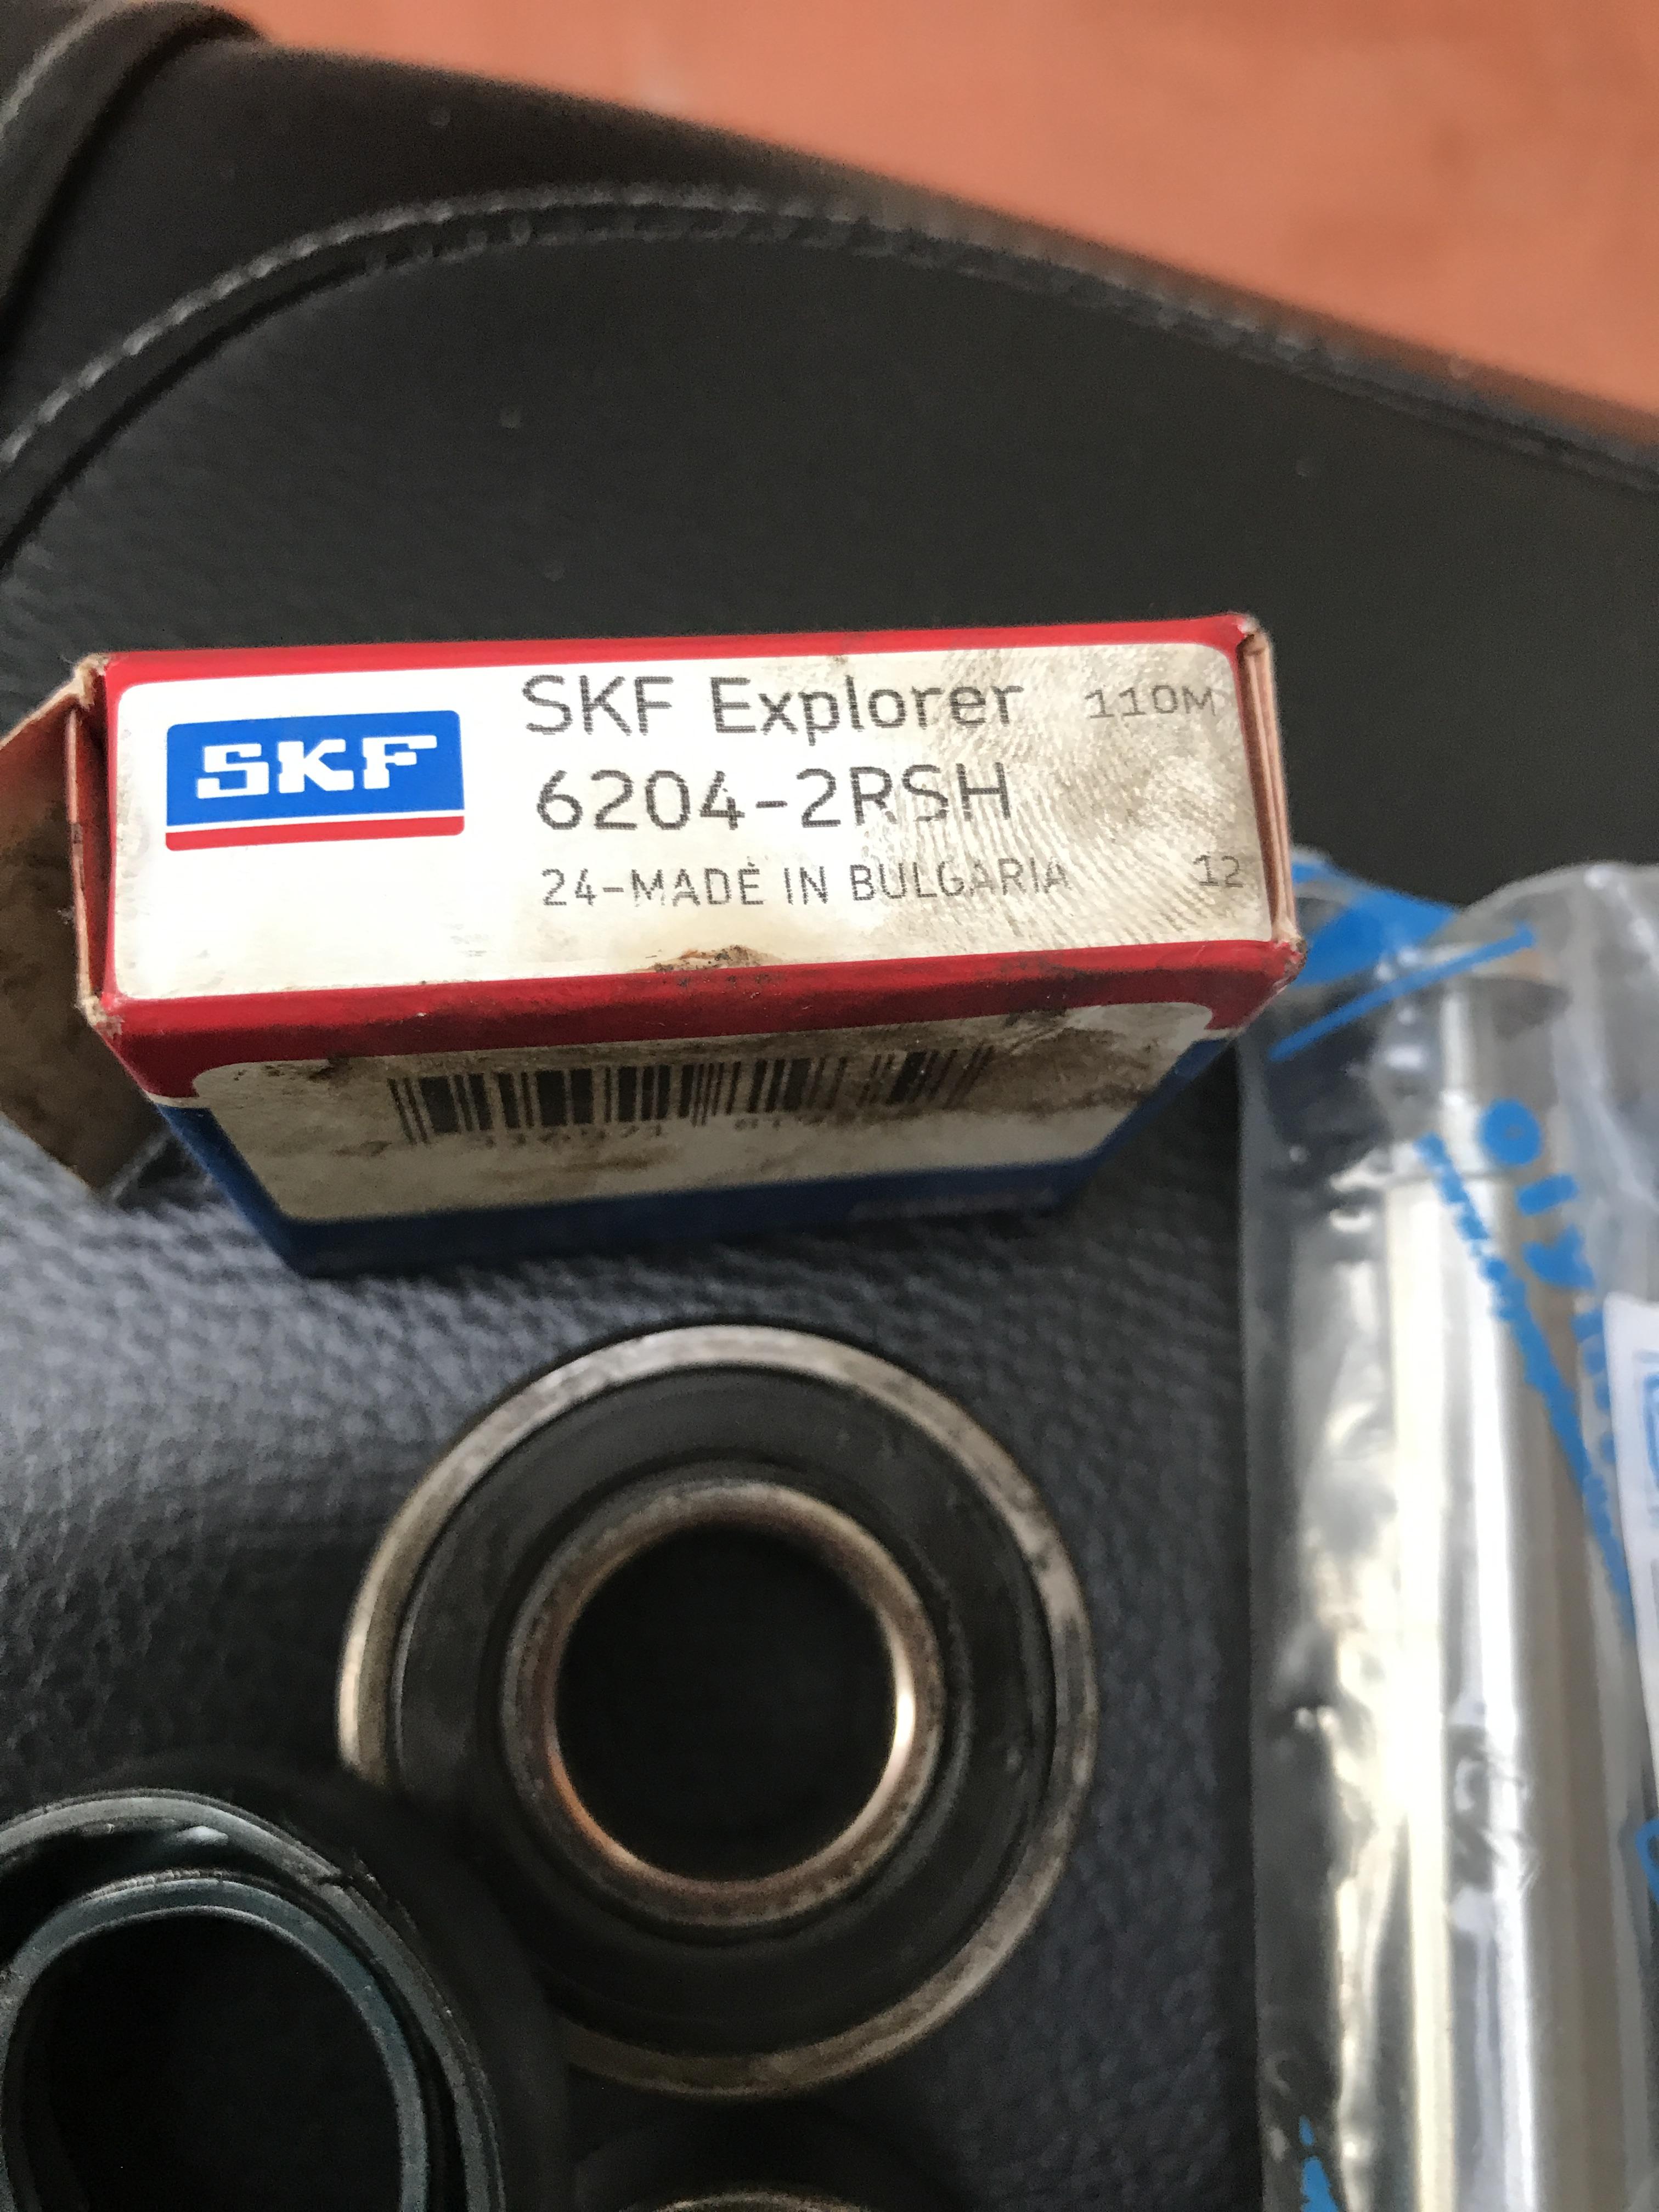 SKF
SKF Explorer 110M
6204-2RSH
24-MADE IN BULGARIA 12